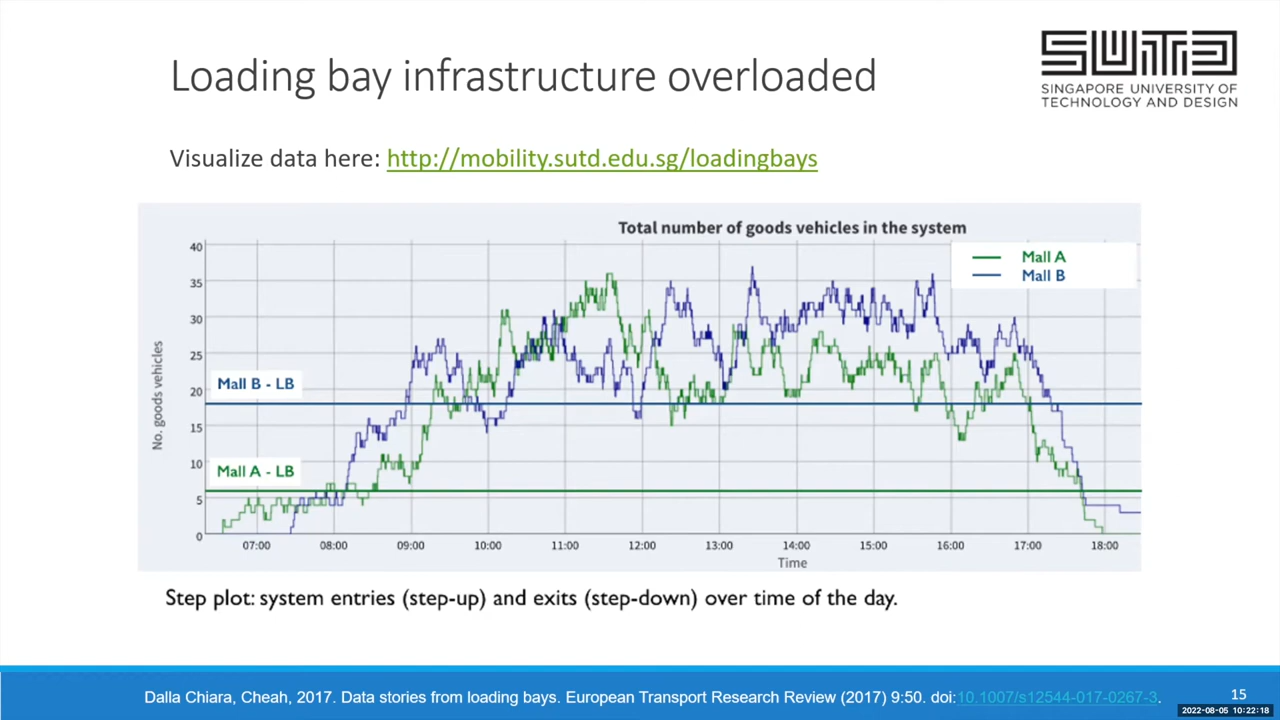 Loading bay infrastructure overloaded
SUTD
SINGAPORE UNIVERSITY OF
TECHNOLOGY AND DESIGN
Visualize data here: http://mobility.sutd.edu.sg/loadingbays
Total number of goods vehicles in the system
Mall A
Mall B
No. goods vehicles
40
35
30
25
20
15
10
5
0
Mall B - LB
Mall A - LB
07:00 08:00 09:00 10:00 11:00 12:00 13:00 14:00 15:00 16:00 17:00 18:00
Time
Step plot: system entries (step-up) and exits (step-down) over time of the day.
Dalla Chiara, Cheah, 2017. Data stories from loading bays. European Transport Research Review (2017) 9:50. doi:10.1007/s12544-017-0267-3.
15
2022-08-05 10:22:18